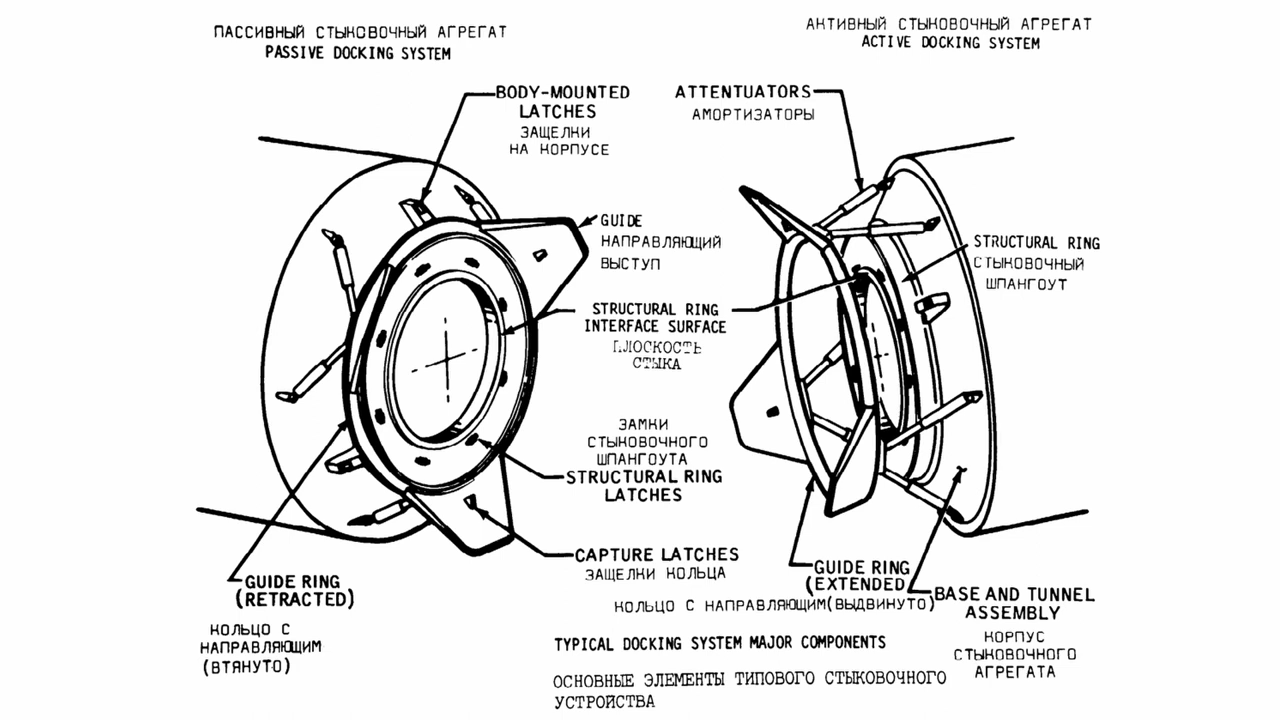 ПАССИВНЫЙ СТЫКОВОЧНЫЙ АГРЕГАТ
PASSIVE DOCKING SYSTEM
АКТИВНЫЙ СТЫКОВОЧНЫЙ АГРЕГАТ
ACTIVE DOCKING SYSTEM
BODY-MOUNTED
LATCHES
ЗАЩЕЛКИ
НА КОРПУСЕ
ATTENTUATORS
АМОРТИЗАТОРЫ
GUIDE
НАПРАВЛЯЮЩИЙ
ВЫСТУП
STRUCTURAL RING
СТЫКОВОЧНЫЙ
ШПАНГОУТ
STRUCTURAL RING
INTERFACE SURFACE
ПЛОСКОСТЬ
СТЫКА
ЗАМКИ
СТЫКОВОЧНОГО
ШПАНГОУТА
STRUCTURAL RING
LATCHES
CAPTURE LATCHES
ЗАЩЕЛКИ КОЛЬЦА
GUIDE RING
(RETRACTED)
КОЛЬЦО С
НАПРАВЛЯЮЩИМ
(ВТЯНУТО)
GUIDE RING
(EXTENDED
КОЛЬЦО С НАПРАВЛЯЮЩИМ(ВЫДВИНУТО)
BASE AND TUNNEL
ASSEMBLY
КОРПУС
СТЫКОВОЧНОГО
АГРЕГАТА
TYPICAL DOCKING SYSTEM MAJOR COMPONENTS
ОСНОВНЫЕ ЭЛЕМЕНТЫ ТИПОВОГО СТЫКОВОЧНОГО
УСТРОЙСТВА